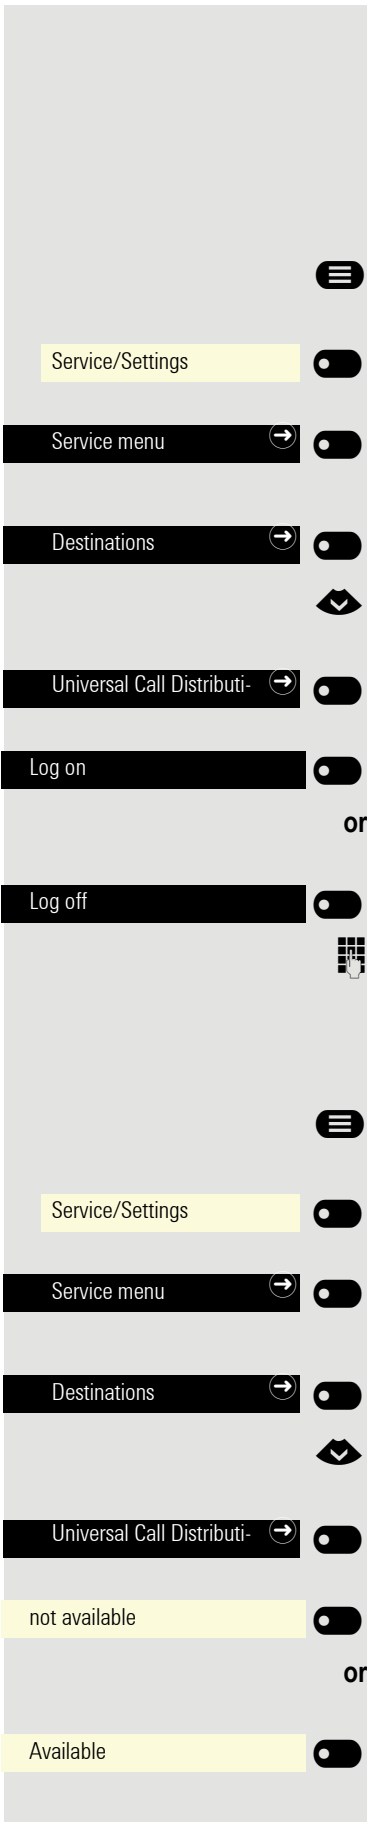 Service/Settings
Service menu
Destinations
Universal Call Distributi-
Log on
or
Log off
Service/Settings
Service menu
Destinations
Universal Call Distributi-
not available
or
Available